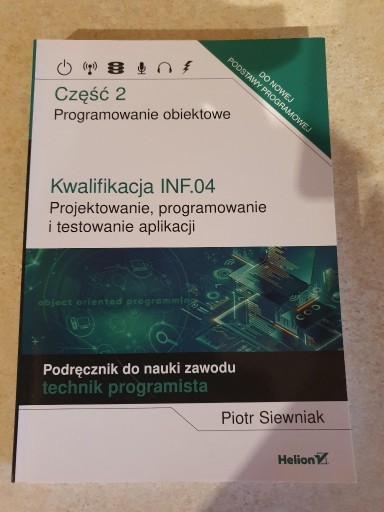 DO NOWEJ
PODSTAWY PROGRAMOWEJ
Część 2
Programowanie obiektowe
Kwalifikacja INF.04
Projektowanie, programowanie
i testowanie aplikacji
object oriented programming
Podręcznik do nauki zawodu
technik programista
Piotr Siewniak
Helion